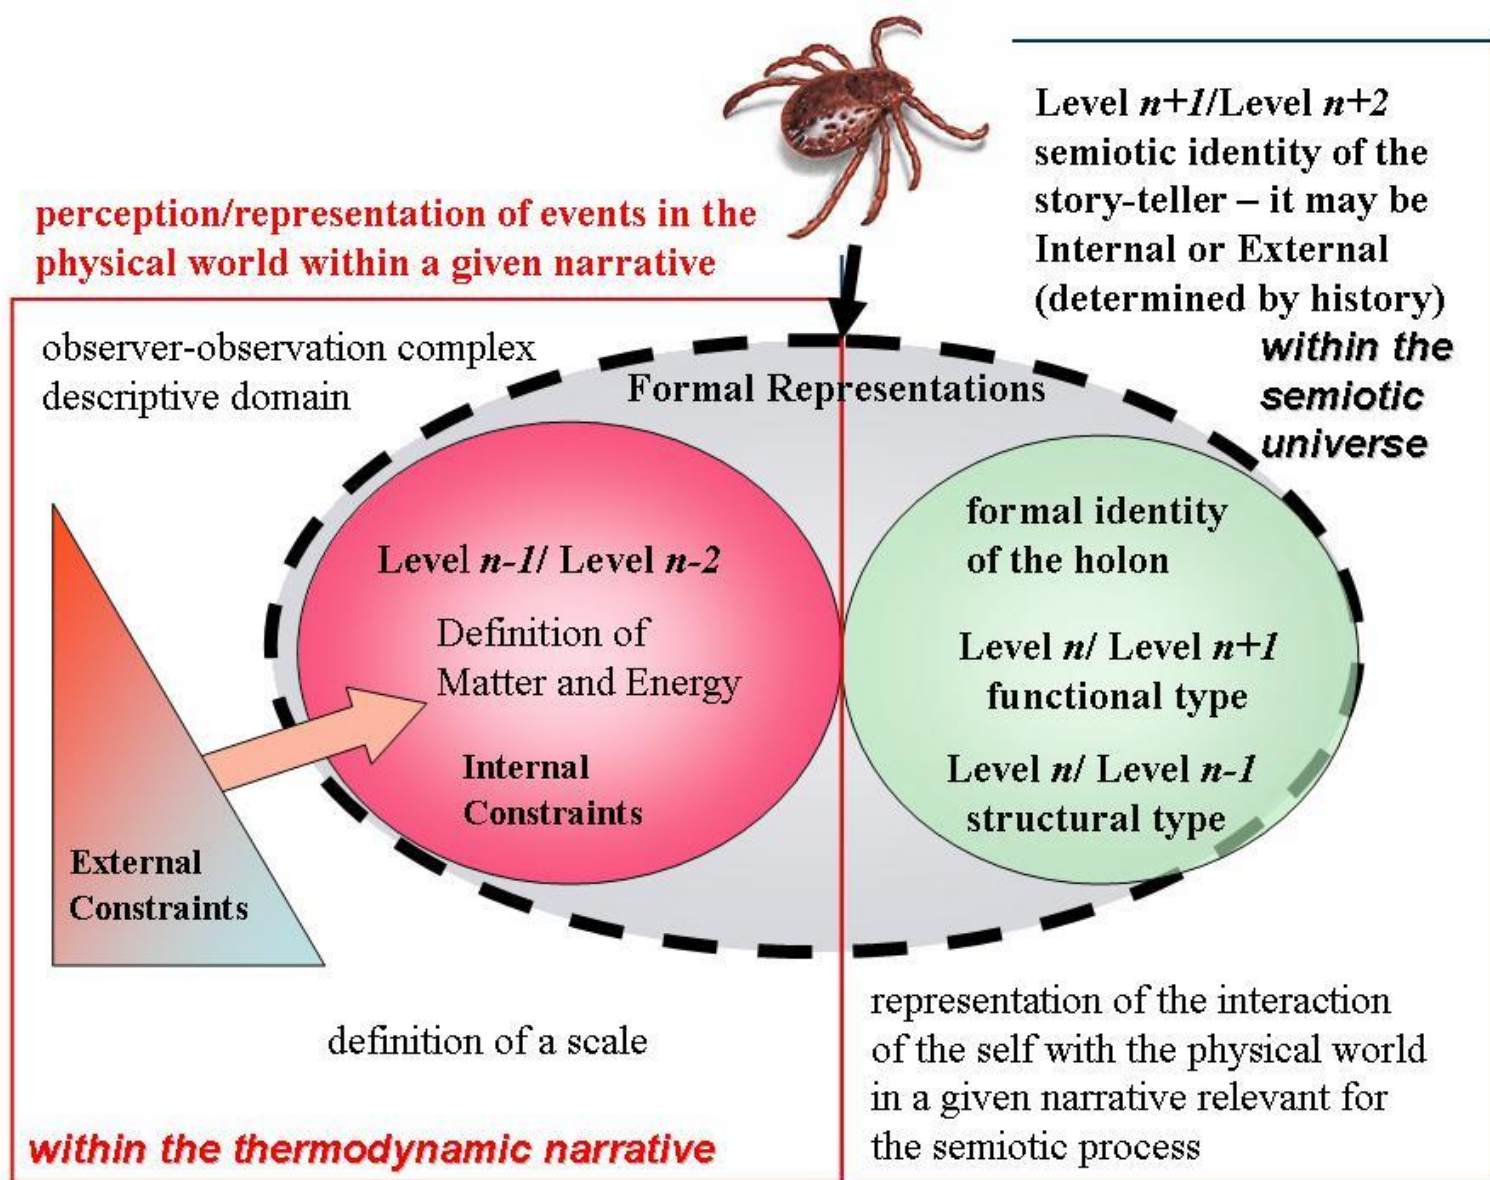 Level n+1/Level n+2
semiotic identity of the
story-teller – it may be
Internal or External
(determined by history)
within the
semiotic
universe
perception/representation of events in the
physical world within a given narrative
observer-observation complex
descriptive domain
Formal Representations
Level n-1/ Level n-2
Definition of
Matter and Energy
Internal
Constraints
External
Constraints
formal identity
of the holon
Level n/ Level n+1
functional type
Level n/ Level n-1
structural type
definition of a scale
within the thermodynamic narrative
representation of the interaction
of the self with the physical world
in a given narrative relevant for
the semiotic process